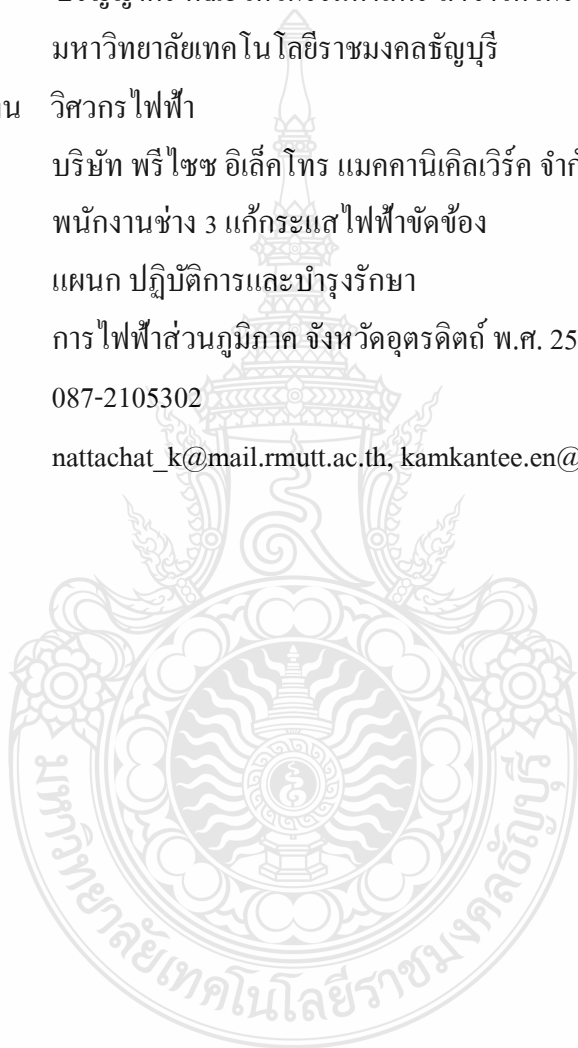 มหาวิทยาลัยเทคโนโลยีราชมงคลธัญบุรี
วิศวกรไฟฟ้า
บริษัท พรีไซซ อิเล็คโทร แมคคานิเคิลเวิร์ค
พนักงานช่าง 3 แก้กระแสไฟฟ้าขัดข้อง
แผนก ปฏิบัติการและบำรุงรักษา
การไฟฟ้าส่วนภูมิภาค จังหวัดอุตรดิตถ์ พ.ศ. 25
087-2105302
nattachat_k@mail.rmutt.ac.th, kamkantee.en@
มหาวิทยาลัยเทคโนโลยีราชมงคลธัญบุรี